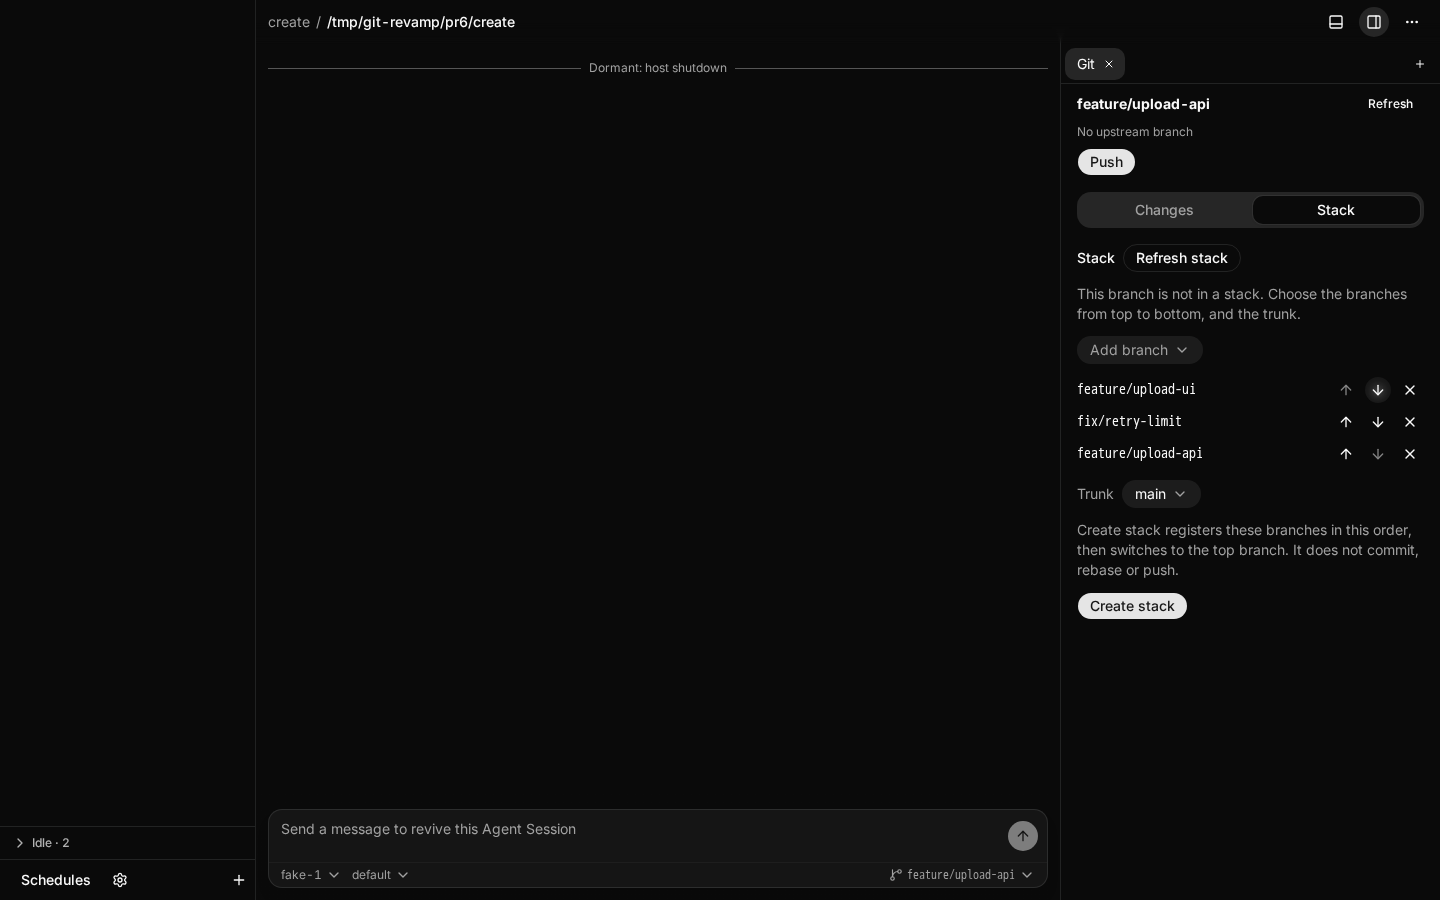 create / /tmp/git-revamp/pr6/create
Dormant: host shutdown
Git
feature/upload-api Refresh
No upstream branch
Push
Changes Stack
Stack Refresh stack
This branch is not in a stack. Choose the branches
from top to bottom, and the trunk.
Add branch
feature/upload-ui
fix/retry-limit
feature/upload-api
Trunk main
Create stack registers these branches in this order,
then switches to the top branch. It does not commit,
rebase or push.
Create stack
Send a message to revive this Agent Session
fake-1 default feature/upload-api
Idle · 2
Schedules